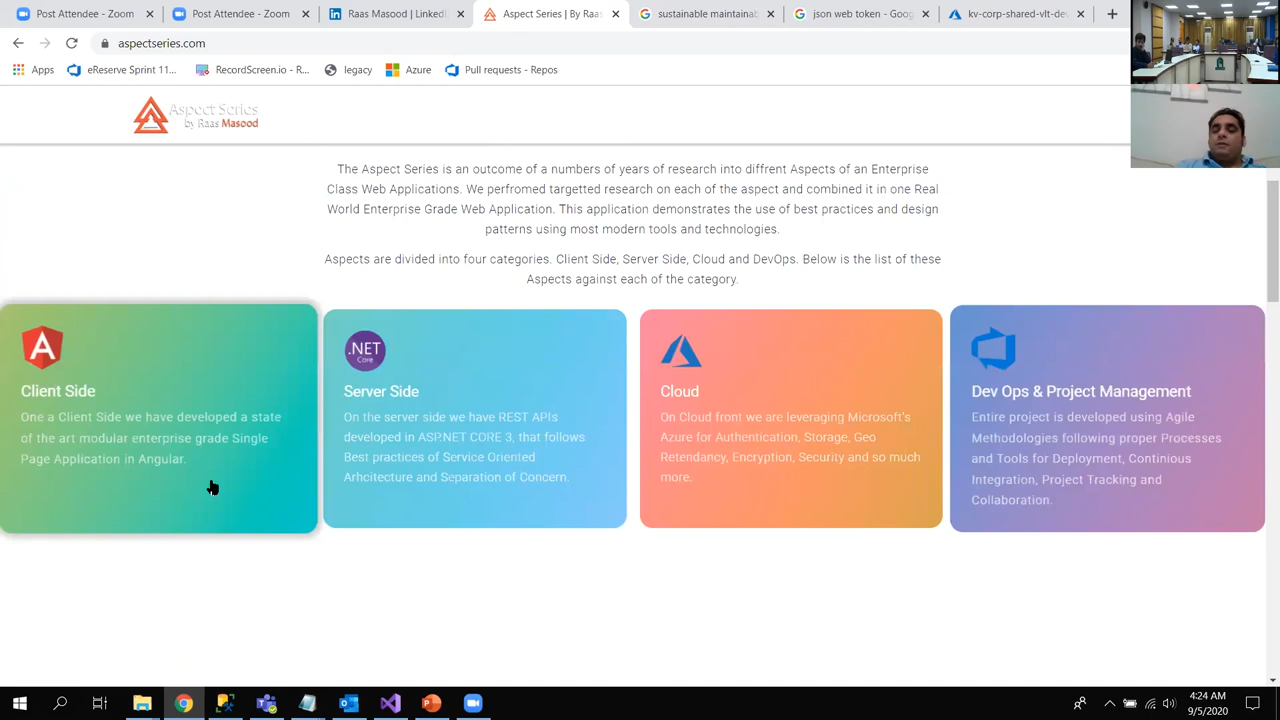 Post Attendee - Zoom
Post Attendee - Zoom
Raas Masood | LinkedI
Aspect Series | By Raas
sustainable maintainab
json web token - Goog
kv-corp-shared-vlt-dev
aspectseries.com
Apps
eReserve Sprint 11...
RecordScreen.io - R...
legacy
Azure
Pull requests - Repos
Aspect Series
by Raas Masood
The Aspect Series is an outcome of a numbers of years of research into diffrent Aspects of an Enterprise
Class Web Applications. We perfromed targetted research on each of the aspect and combined it in one Real
World Enterprise Grade Web Application. This application demonstrates the use of best practices and design
patterns using most modern tools and technologies.
Aspects are divided into four categories. Client Side, Server Side, Cloud and DevOps. Below is the list of these
Aspects against each of the category.
Client Side
One a Client Side we have developed a state
of the art modular enterprise grade Single
Page Application in Angular.
.NET
Core
Server Side
On the server side we have REST APIs
developed in ASP.NET CORE 3, that follows
Best practices of Service Oriented
Arhcitecture and Separation of Concern.
Cloud
On Cloud front we are leveraging Microsoft's
Azure for Authentication, Storage, Geo
Retendancy, Encryption, Security and so much
more.
Dev Ops & Project Management
Entire project is developed using Agile
Methodologies following proper Processes
and Tools for Deployment, Continious
Integration, Project Tracking and
Collaboration.
4:24 AM
9/5/2020